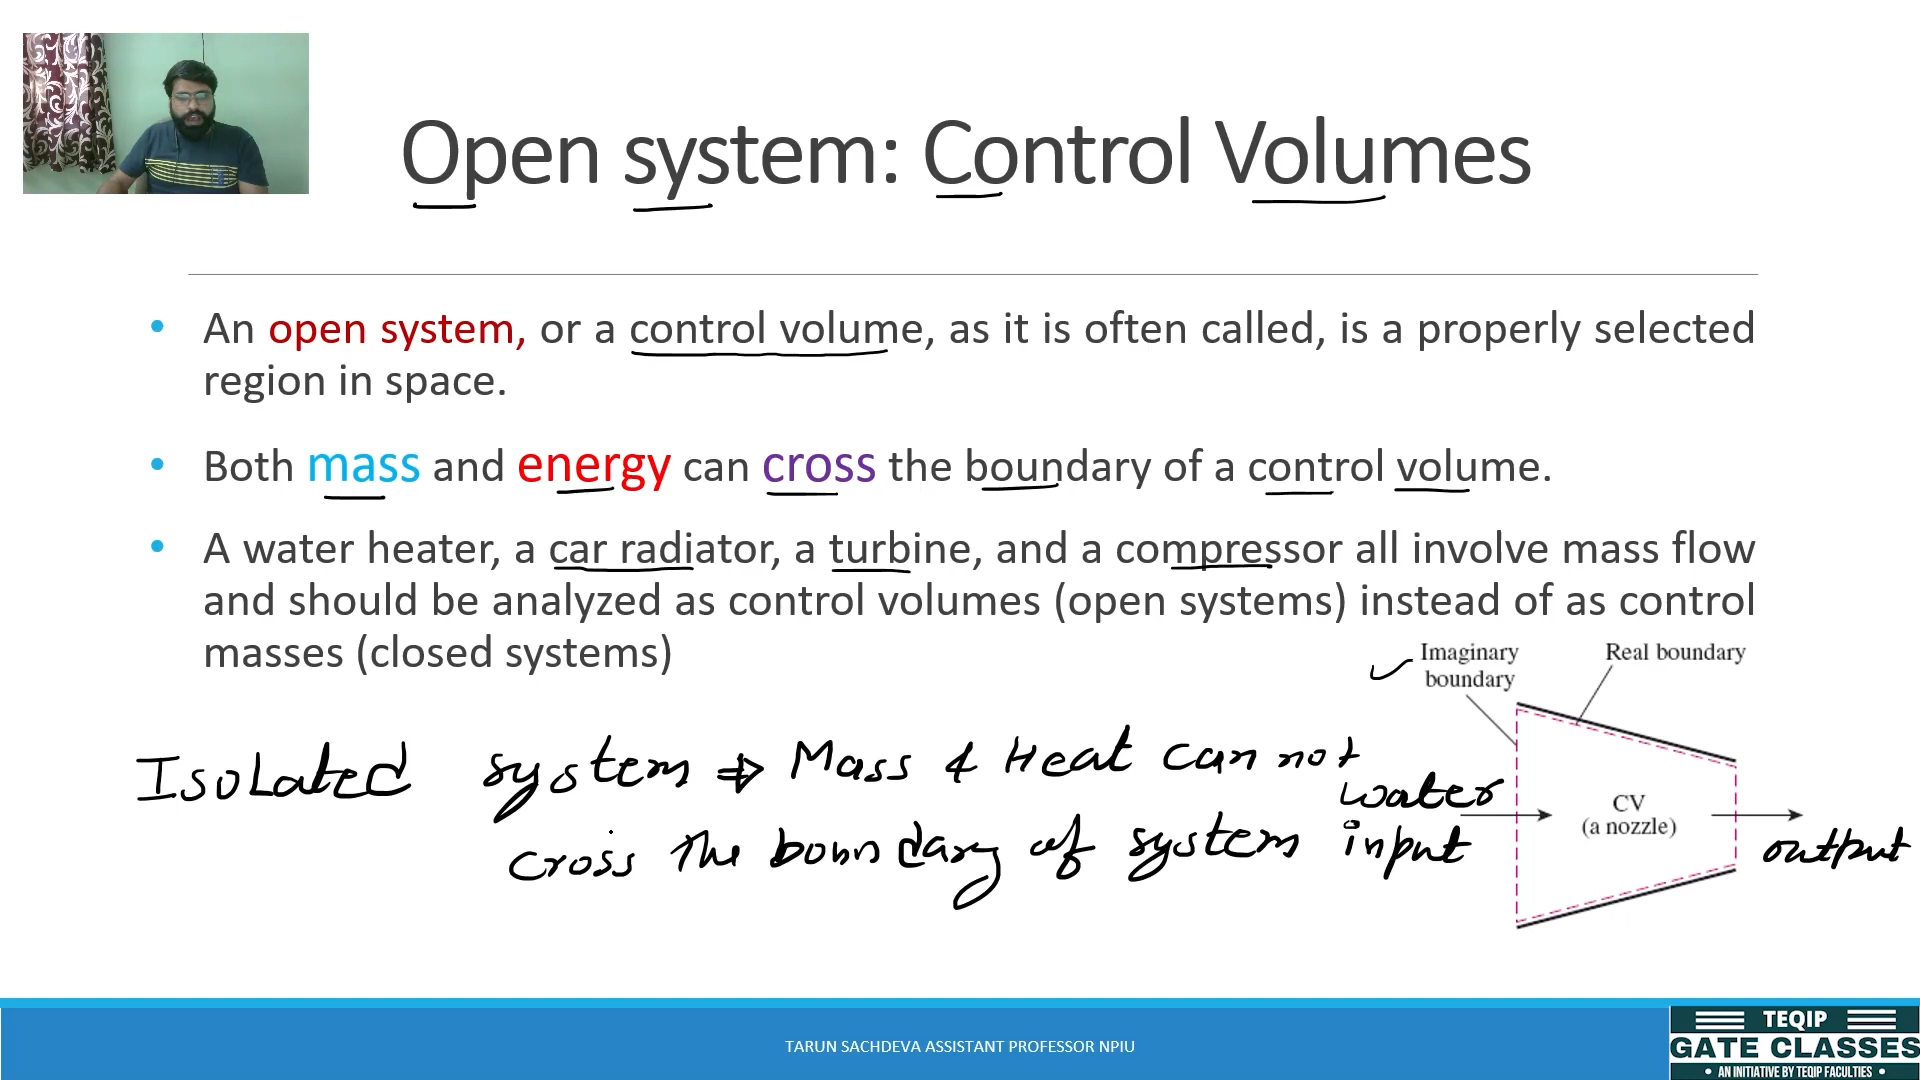 Open system: Control Volumes
• An open system, or a control volume, as it is often called, is a properly selected
region in space.
• Both mass and energy can cross the boundary of a control volume.
• A water heater, a car radiator, a turbine, and a compressor all involve mass flow
and should be analyzed as control volumes (open systems) instead of as control
masses (closed systems)
Imaginary
boundary
Real boundary
Isolated system ⇒ Mass & Heat can not
cross the boundary of system
water
input
CV
(a nozzle)
output
TARUN SACHDEVA ASSISTANT PROFESSOR NPIU
TEQIP
GATE CLASSES
• AN INITIATIVE BY TEQIP FACULTIES •